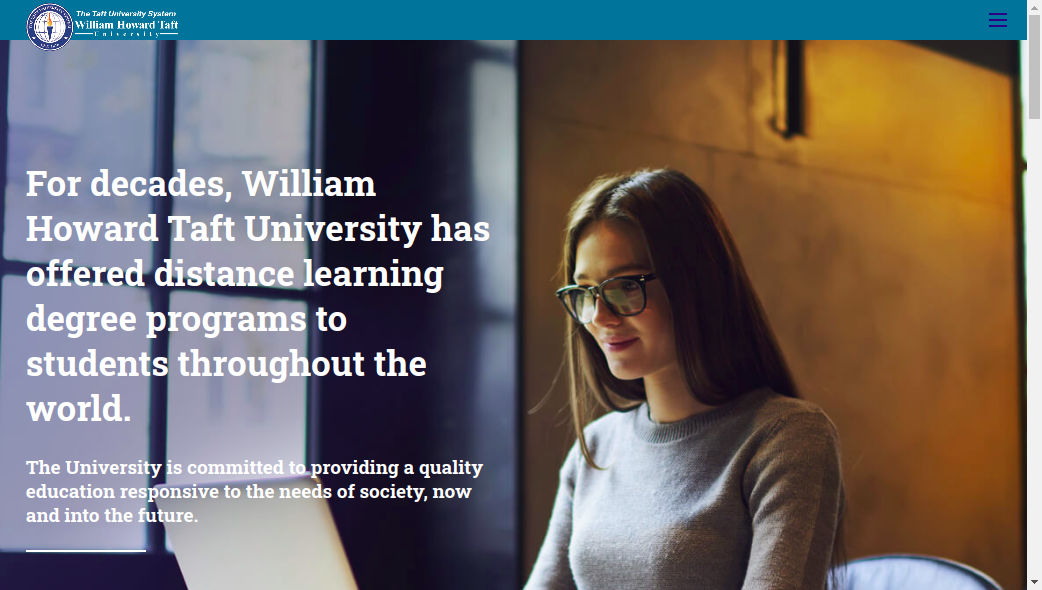 The Taft University System
William Howard Taft
University
For decades, William
Howard Taft University has
offered distance learning
degree programs to
students throughout the
world.
The University is committed to providing a quality
education responsive to the needs of society, now
and into the future.